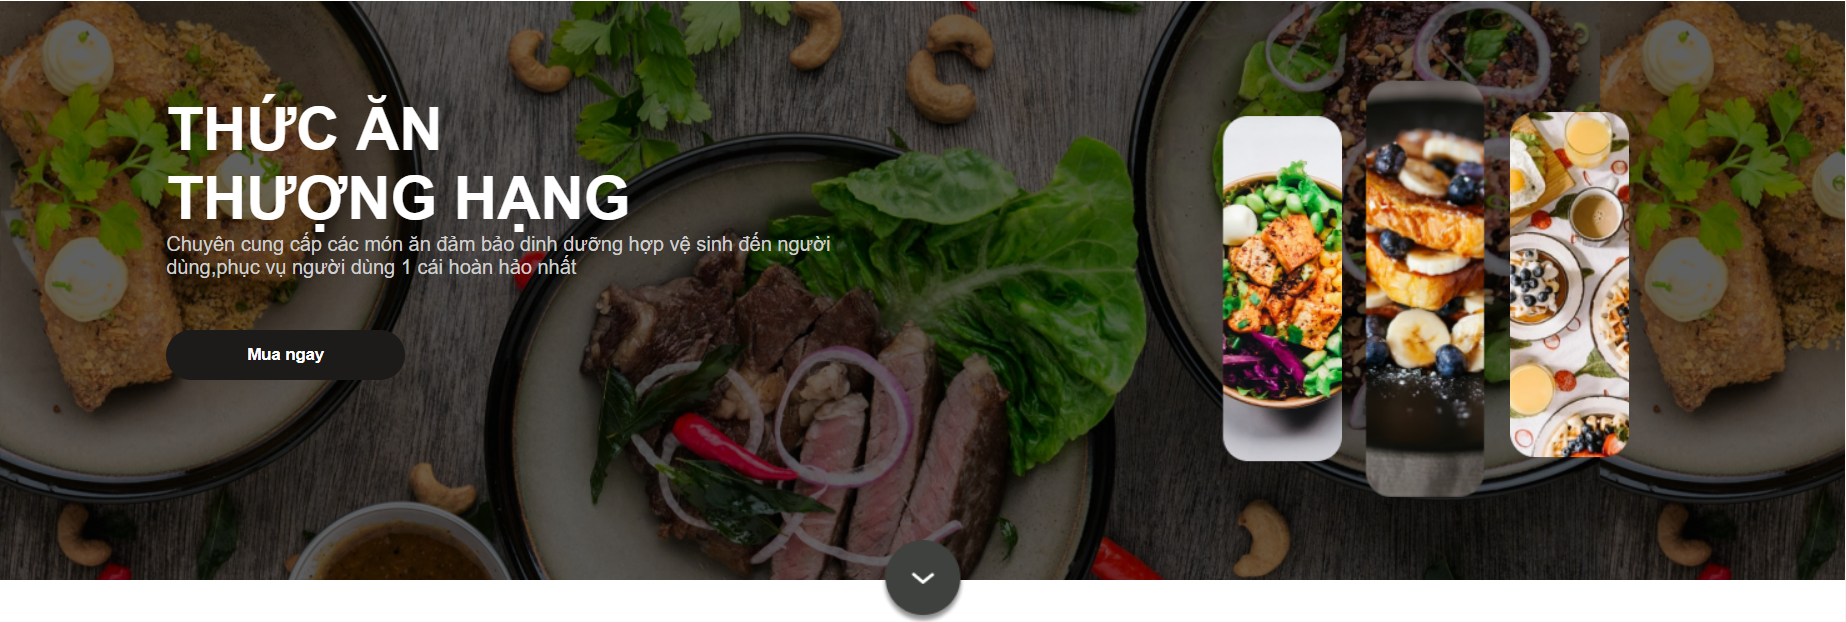 THỨC ĂN
THƯỢNG HẠNG
Chuyên cung cấp các món ăn đảm bảo dinh dưỡng hợp vệ sinh đến người
dùng,phục vụ người dùng 1 cái hoàn hảo nhất
Mua ngay